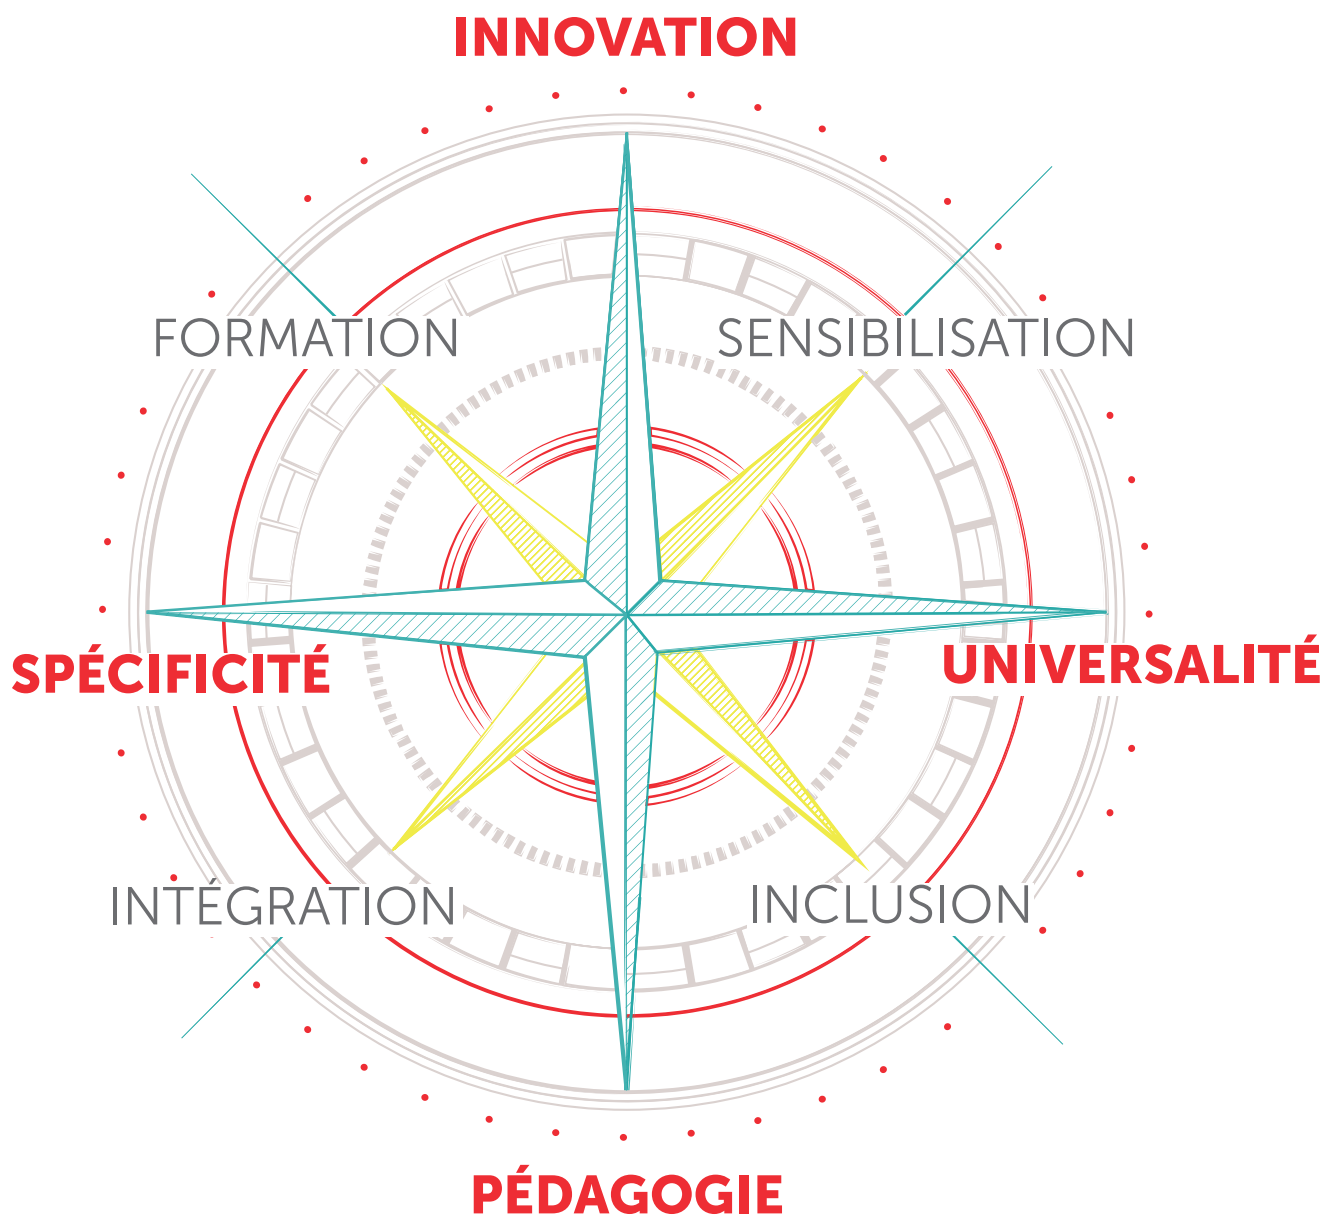 INNOVATION
FORMATION
SENSIBILISATION
SPÉCIFICITÉ
UNIVERSALITÉ
INTÉGRATION
INCLUSION
PÉDAGOGIE